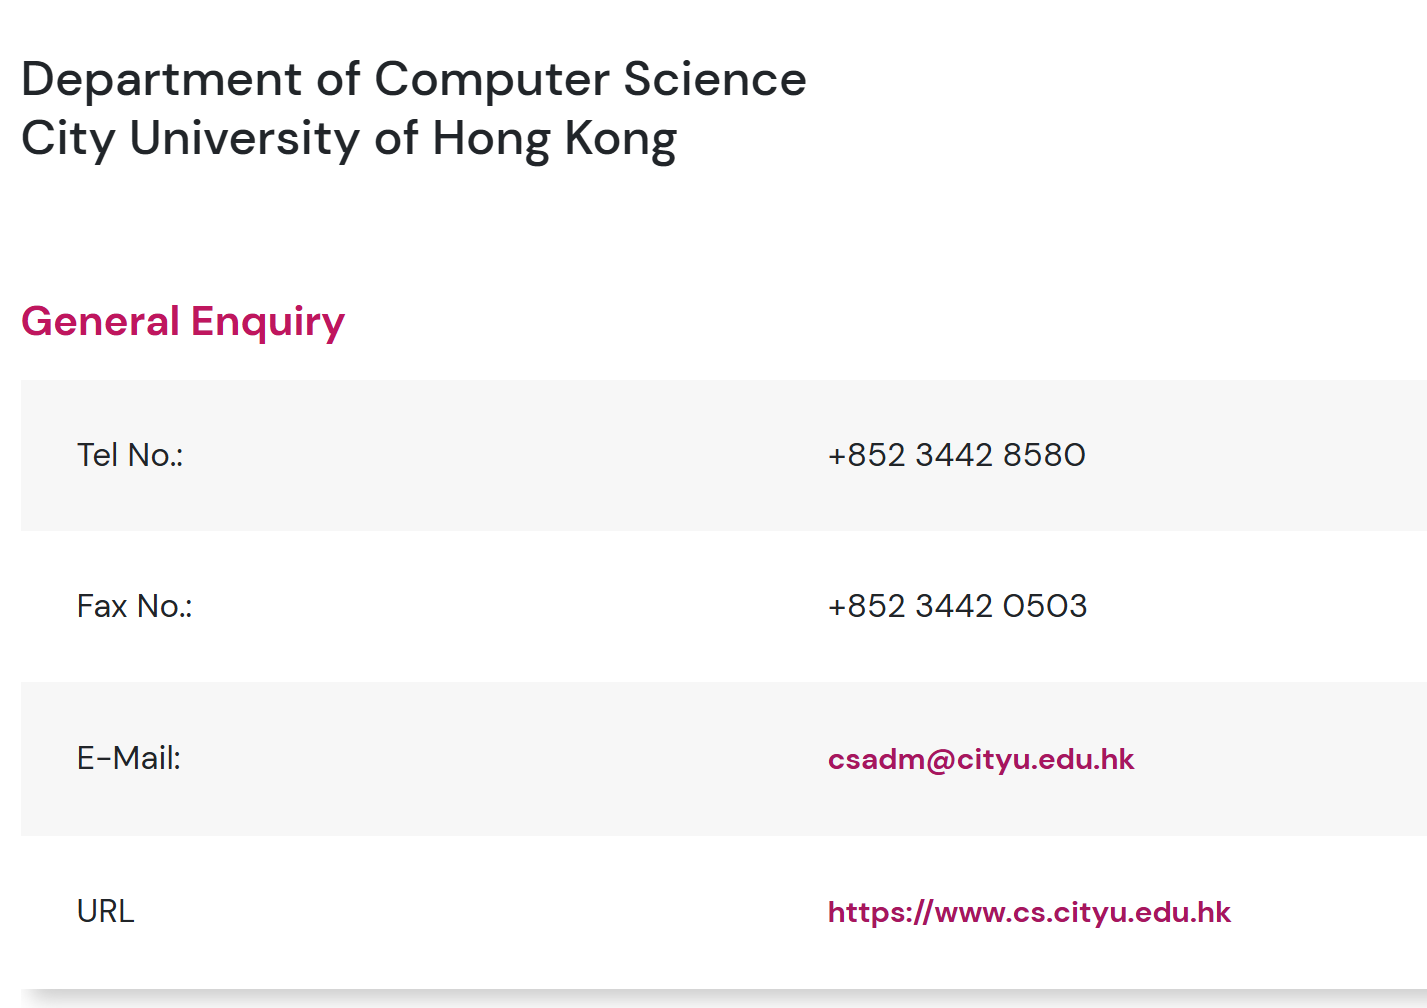 Department of Computer Science
City University of Hong Kong
General Enquiry
Tel No.: +852 3442 8580
Fax No.: +852 3442 0503
E-Mail: csadm@cityu.edu.hk
URL https://www.cs.cityu.edu.hk